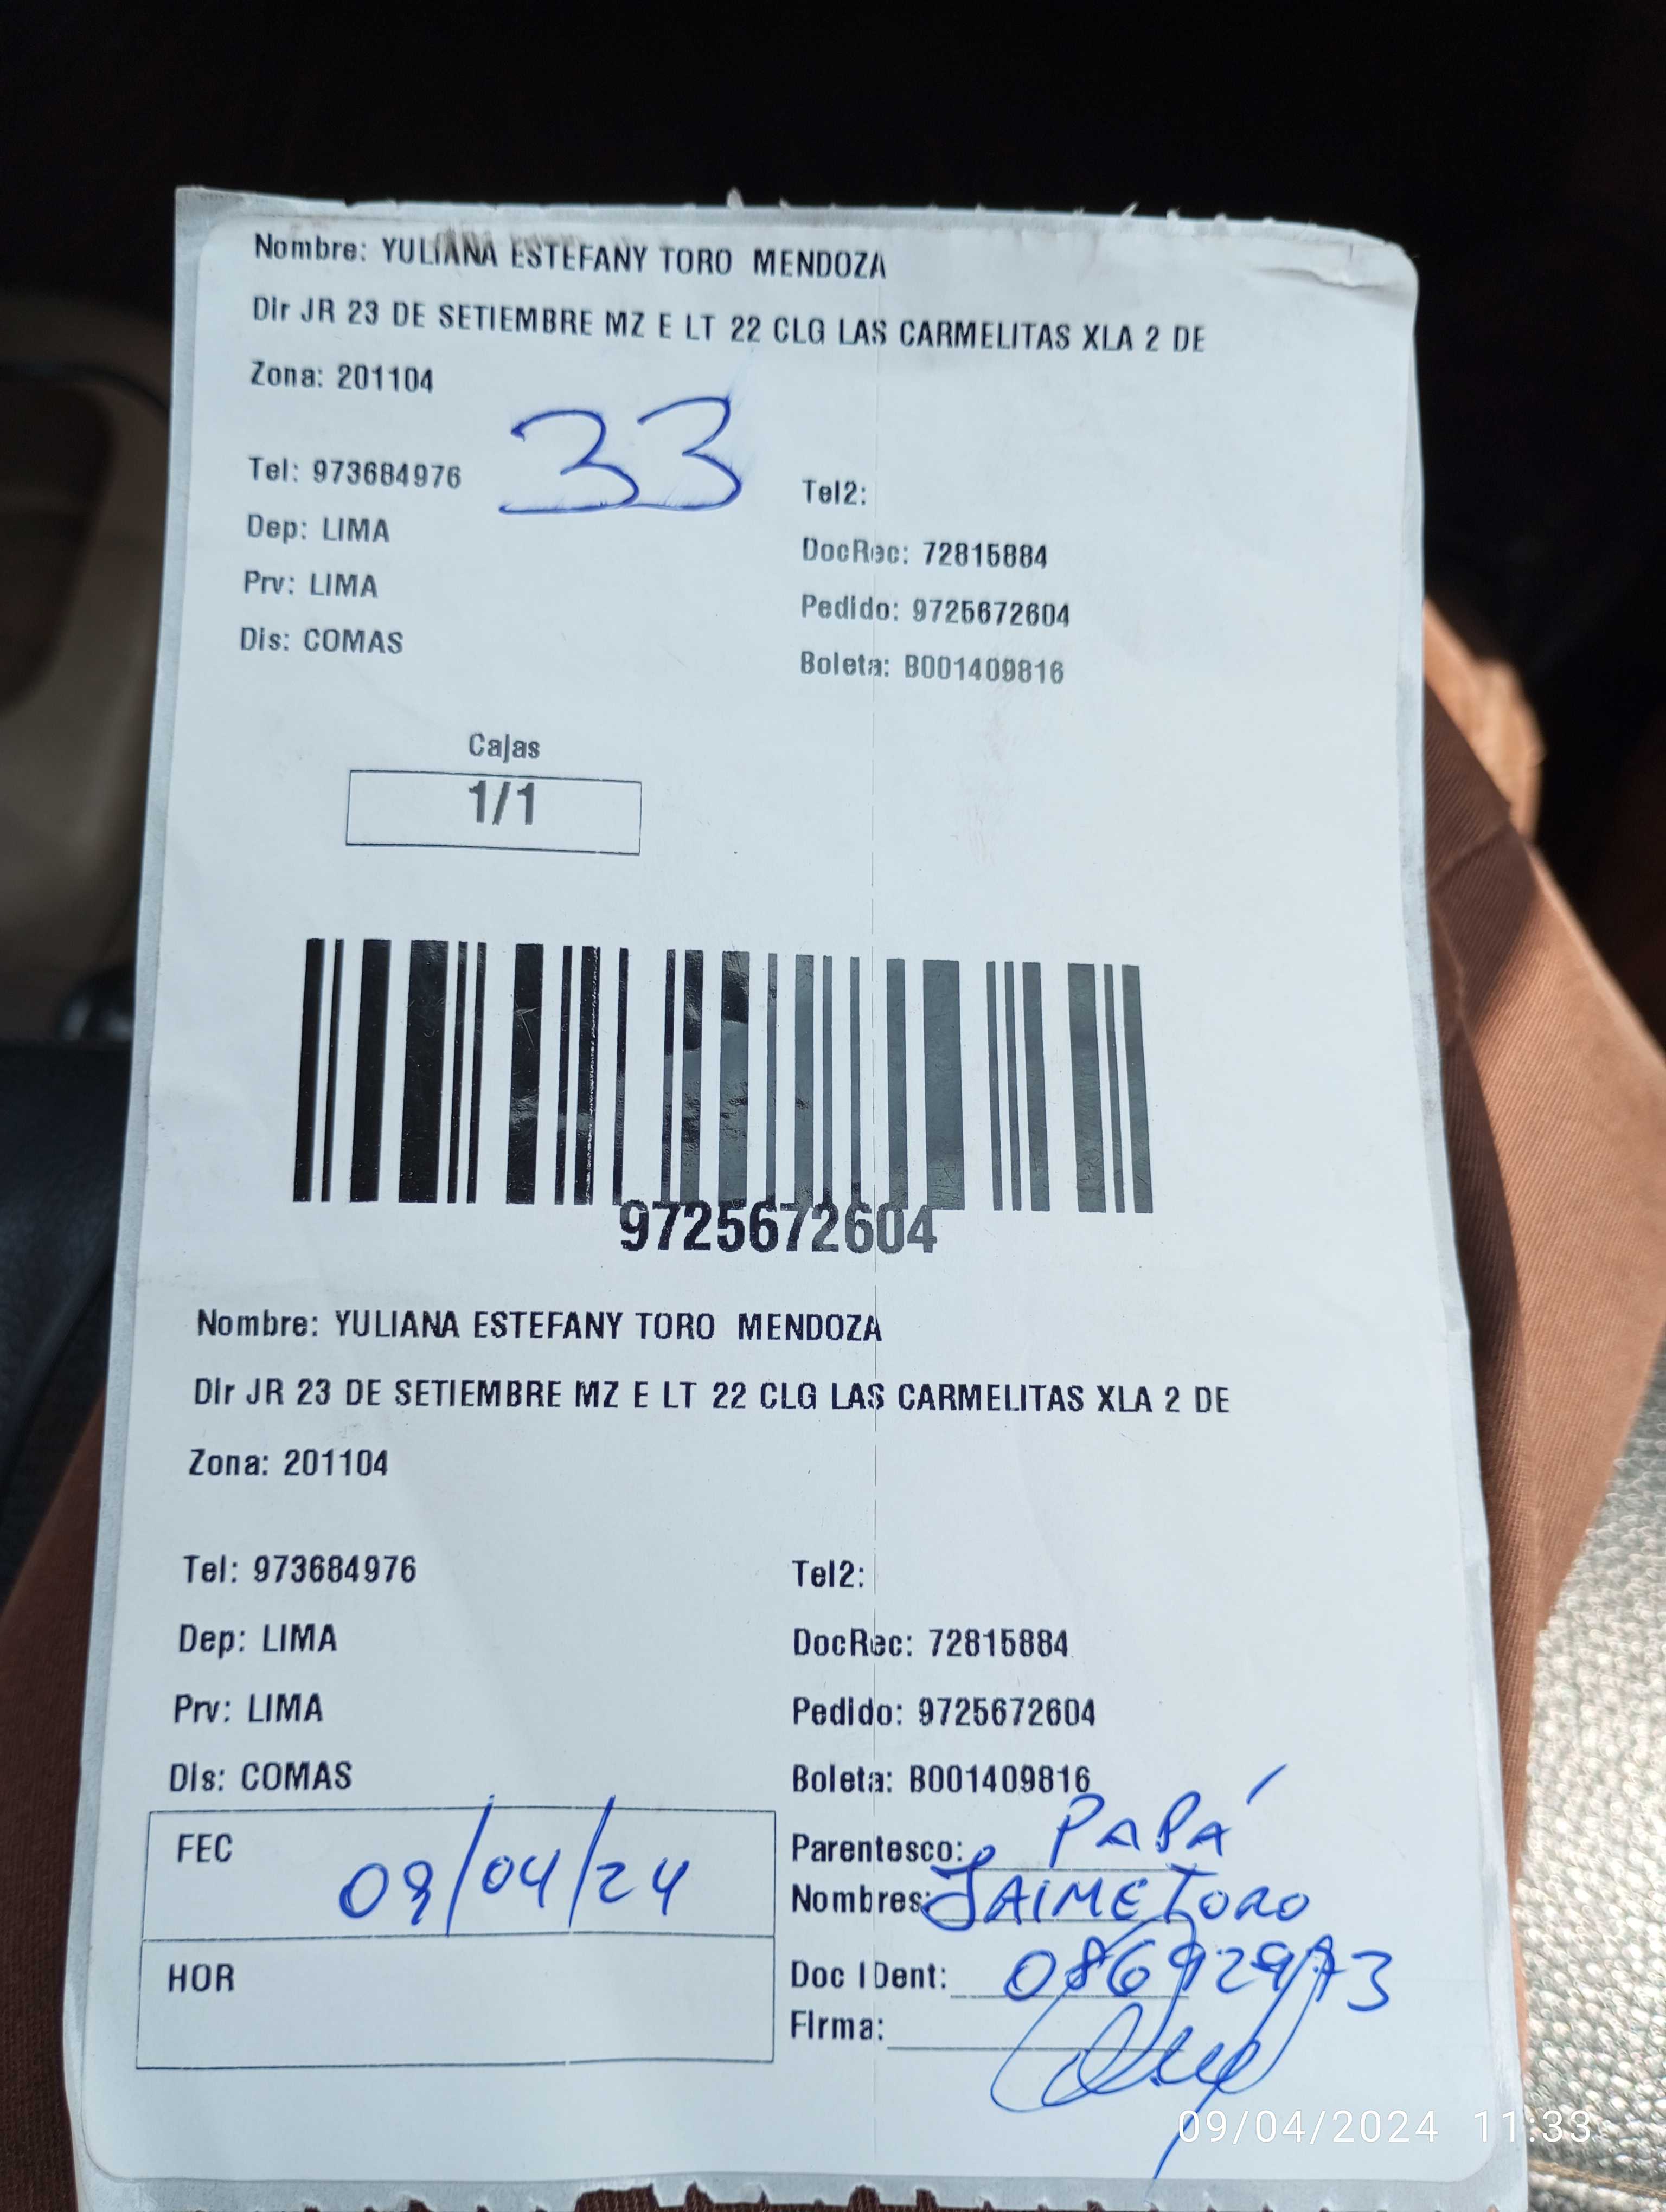 Nombre: YULIANA ESTEFANY TORO MENDOZA
Dir JR 23 DE SETIEMBRE MZ E LT 22 CLG LAS CARMELITAS XLA 2 DE
Zona: 201104
33
Tel: 973684976
Tel2:
Dep: LIMA
DocRec: 72815884
Prv: LIMA
Pedido: 9725672604
Dis: COMAS
Boleta: B001409816
Cajas
1/1
9725672604
Nombre: YULIANA ESTEFANY TORO MENDOZA
Dir JR 23 DE SETIEMBRE MZ E LT 22 CLG LAS CARMELITAS XLA 2 DE
Zona: 201104
Tel: 973684976
Tel2:
Dep: LIMA
DocRec: 72815884
Prv: LIMA
Pedido: 9725672604
Dis: COMAS
Boleta: B001409816
FEC 09/04/24
Parentesco: PAPÁ
Nombres: JAIME TORO
HOR
Doc IDent:
Firma:
09/04/2024 11:33